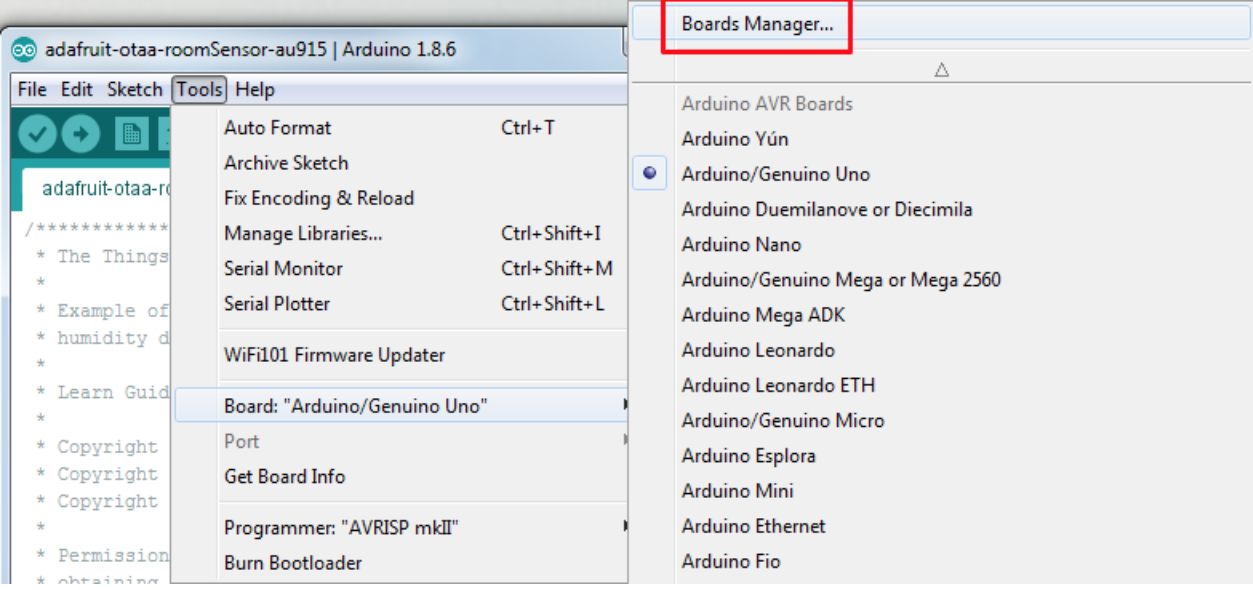 adafruit-otaa-roomSensor-au915 | Arduino 1.8.6
File Edit Sketch Tools Help
adafruit-otaa-ro
/************
* The Things
*
* Example of
* humidity d
*
* Learn Guid
*
* Copyright
* Copyright
* Copyright
*
* Permission
* obtaining
Auto Format Ctrl+T
Archive Sketch
Fix Encoding & Reload
Manage Libraries... Ctrl+Shift+I
Serial Monitor Ctrl+Shift+M
Serial Plotter Ctrl+Shift+L
WiFi101 Firmware Updater
Board: "Arduino/Genuino Uno"
Port
Get Board Info
Programmer: "AVRISP mkII"
Burn Bootloader
Boards Manager...
Arduino AVR Boards
Arduino Yún
Arduino/Genuino Uno
Arduino Duemilanove or Diecimila
Arduino Nano
Arduino/Genuino Mega or Mega 2560
Arduino Mega ADK
Arduino Leonardo
Arduino Leonardo ETH
Arduino/Genuino Micro
Arduino Esplora
Arduino Mini
Arduino Ethernet
Arduino Fio